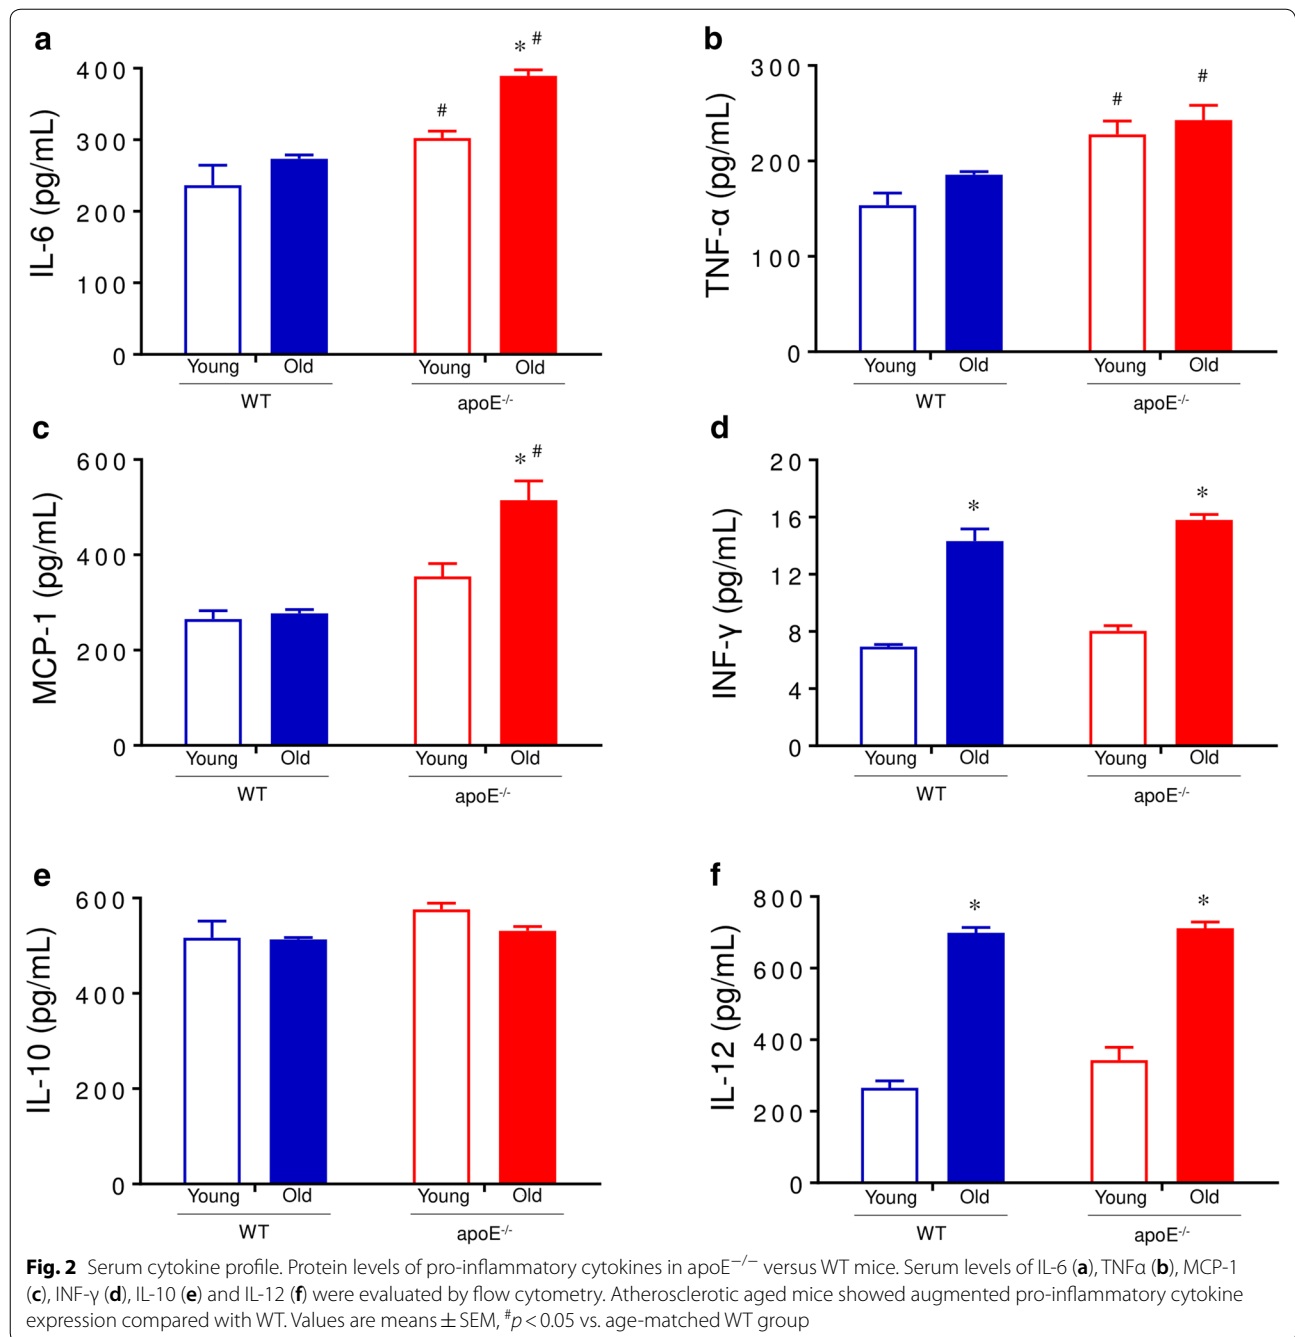 a
* #
#
400
300
200
100
0
IL-6 (pg/mL)
Young Old Young Old
WT apoE-/-
b
# #
300
200
100
0
TNF-α (pg/mL)
Young Old Young Old
WT apoE-/-
c
* #
600
400
200
0
MCP-1 (pg/mL)
Young Old Young Old
WT apoE-/-
d
* *
20
16
12
8
4
0
INF-γ (pg/mL)
Young Old Young Old
WT apoE-/-
e
600
400
200
0
IL-10 (pg/mL)
Young Old Young Old
WT apoE-/-
f
* *
800
600
400
200
0
IL-12 (pg/mL)
Young Old Young Old
WT apoE-/-
Fig. 2 Serum cytokine profile. Protein levels of pro-inflammatory cytokines in apoE−/− versus WT mice. Serum levels of IL-6 (a), TNFα (b), MCP-1
(c), INF-γ (d), IL-10 (e) and IL-12 (f) were evaluated by flow cytometry. Atherosclerotic aged mice showed augmented pro-inflammatory cytokine
expression compared with WT. Values are means ± SEM, #p < 0.05 vs. age-matched WT group